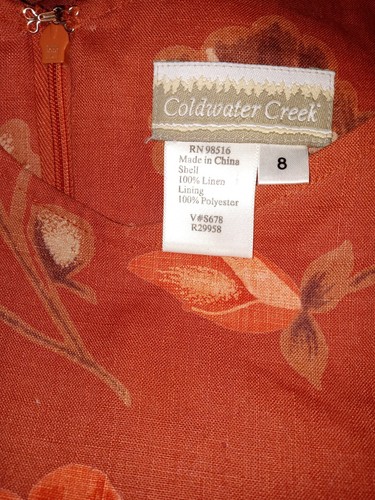 Coldwater Creek
RN 98516
Made in China
Shell
100% Linen
Lining
100% Polyester
V#S678
R29958
8